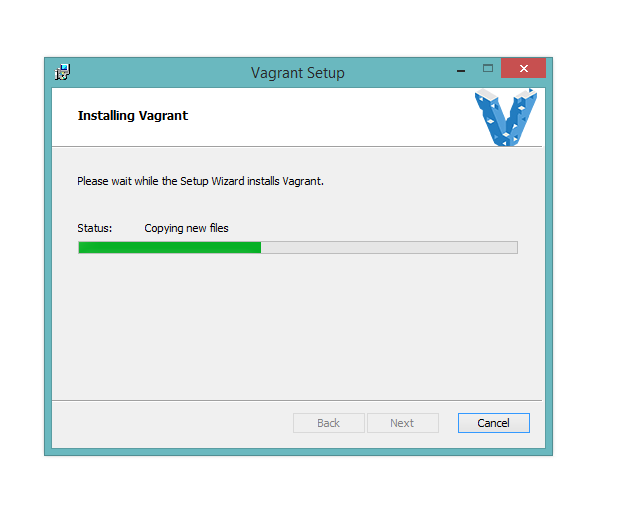 Vagrant Setup
Installing Vagrant
Please wait while the Setup Wizard installs Vagrant.
Status: Copying new files
Back Next Cancel